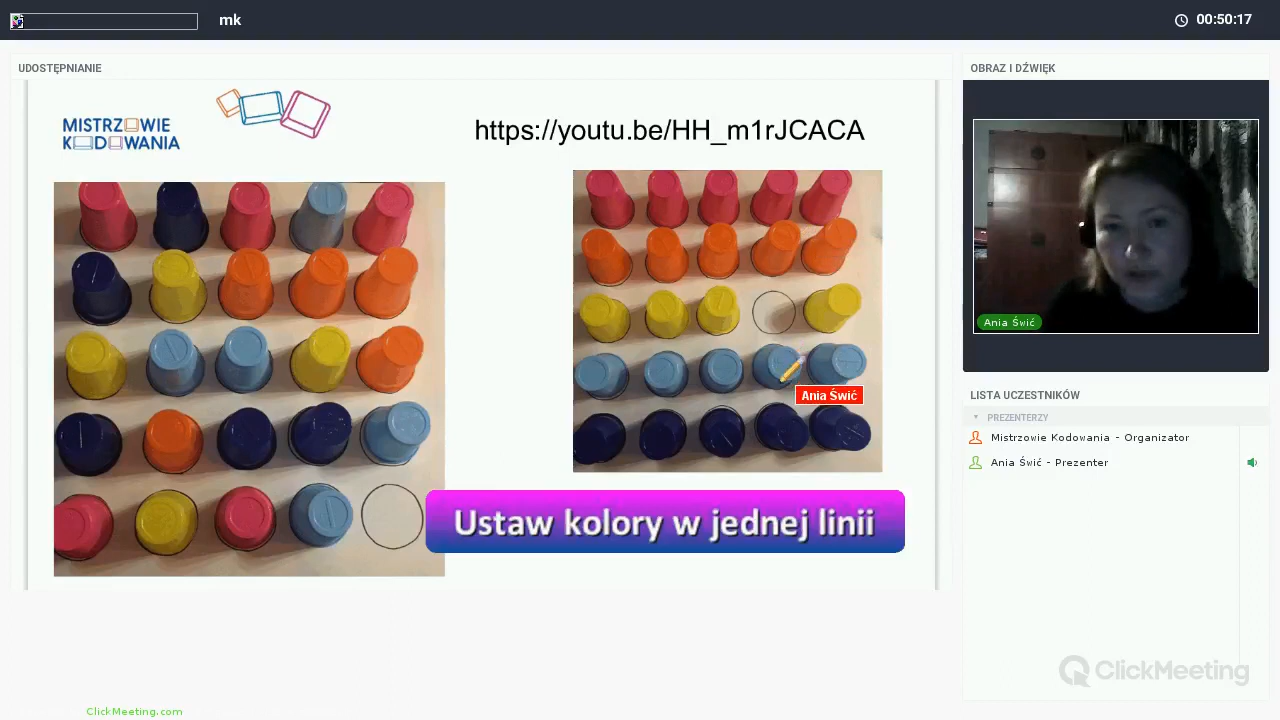 mk
00:50:17
UDOSTĘPNIANIE
OBRAZ I DŹWIĘK
MISTRZOWIE
KODOWANIA
https://youtu.be/HH_m1rJCACA
Ania Świć
Ania Świć
Ustaw kolory w jednej linii
LISTA UCZESTNIKÓW
PREZENTERZY
Mistrzowie Kodowania - Organizator
Ania Świć - Prezenter
ClickMeeting
ClickMeeting.com